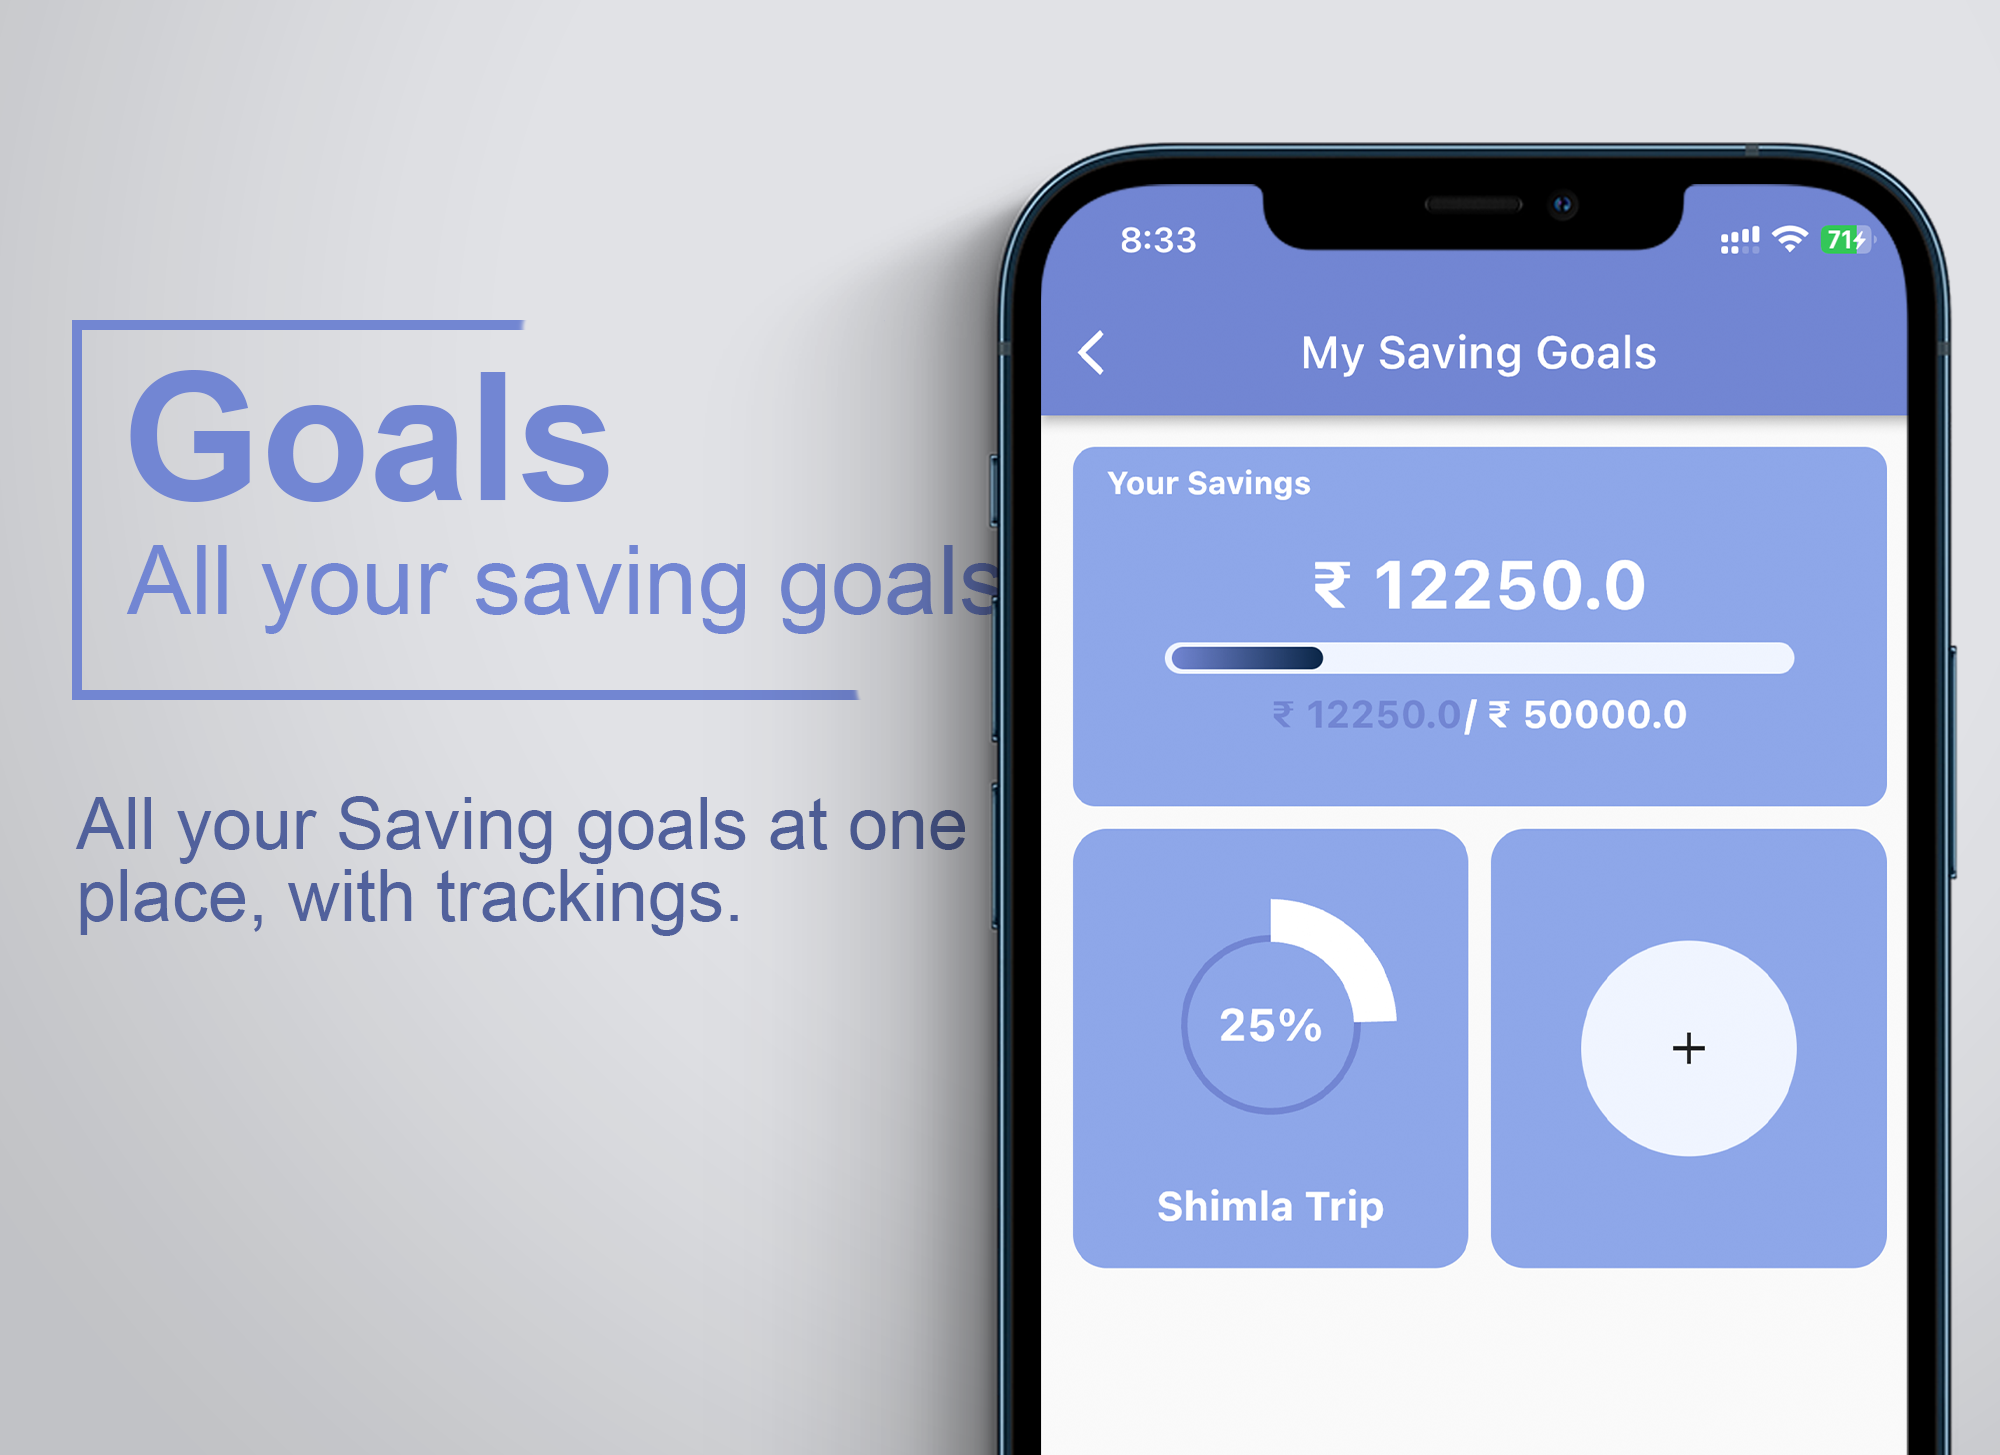 Goals
All your saving goals
All your Saving goals at one
place, with trackings.
8:33
71
My Saving Goals
Your Savings
₹ 12250.0
₹ 12250.0/ ₹ 50000.0
25%
+
Shimla Trip